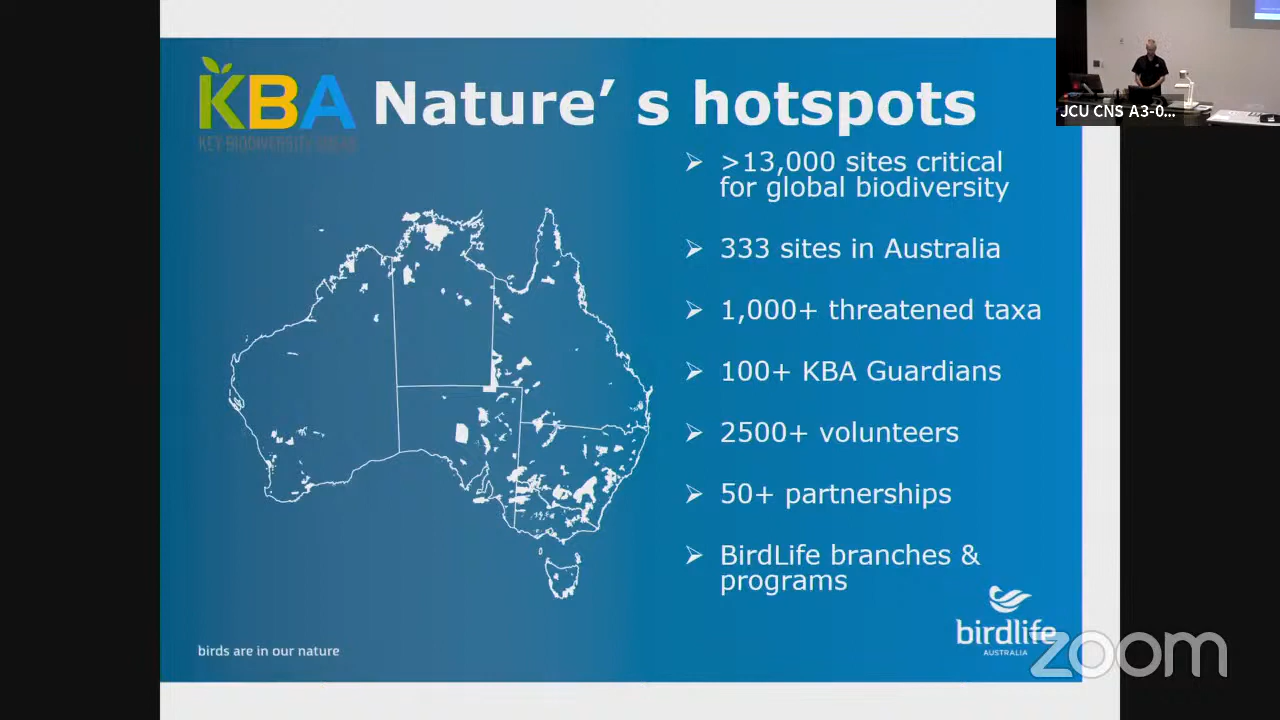 KBA Nature’ s hotspots
KEY BIODIVERSITY AREAS
JCU CNS A3-0...
>13,000 sites critical
for global biodiversity
333 sites in Australia
1,000+ threatened taxa
100+ KBA Guardians
2500+ volunteers
50+ partnerships
BirdLife branches &
programs
birds are in our nature
birdlife
AUSTRALIA
zoom